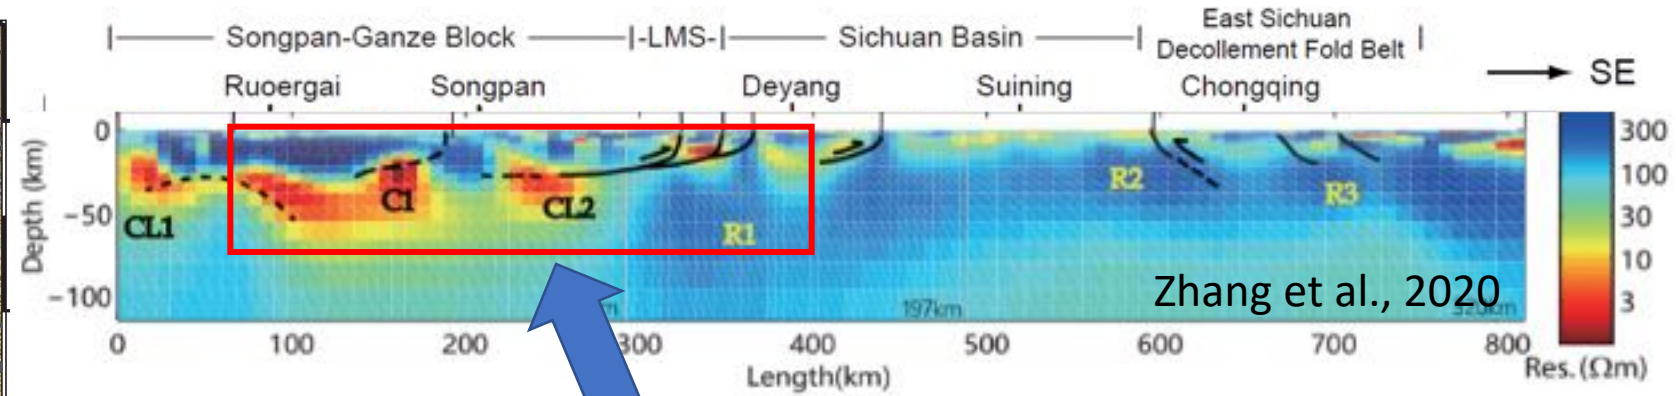 Songpan-Ganze Block
-LMS-
Sichuan Basin
East Sichuan
Decollement Fold Belt
SE
Ruoergai
Songpan
Deyang
Suining
Chongqing
Depth (km)
0
−50
−100
CL1
C1
CL2
R1
R2
R3
197km
Zhang et al., 2020
300
100
30
10
3
Res. (Ωm)
0
100
200
300
400
500
600
700
800
Length(km)